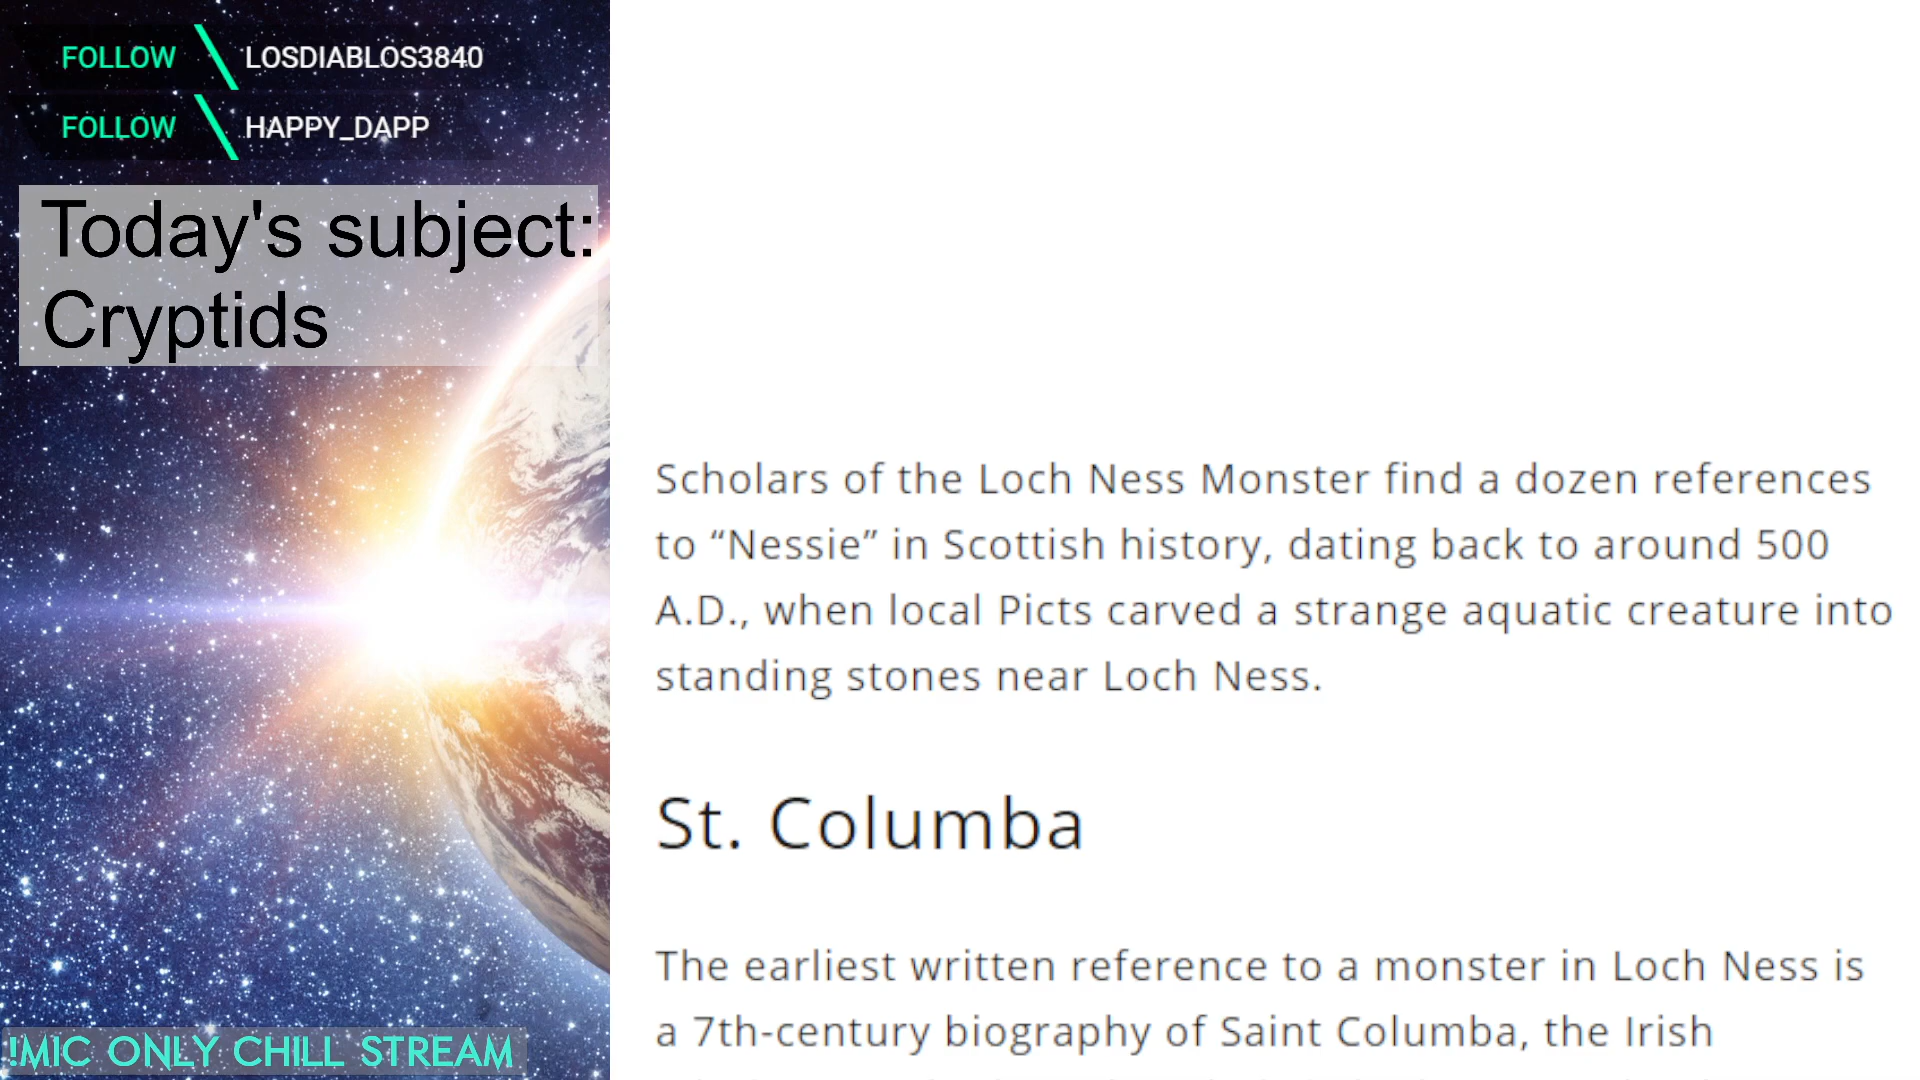 FOLLOW LOSDIABLOS3840
FOLLOW HAPPY_DAPP
Today's subject:
Cryptids
!MIC ONLY CHILL STREAM
Scholars of the Loch Ness Monster find a dozen references
to “Nessie” in Scottish history, dating back to around 500
A.D., when local Picts carved a strange aquatic creature into
standing stones near Loch Ness.
St. Columba
The earliest written reference to a monster in Loch Ness is
a 7th-century biography of Saint Columba, the Irish